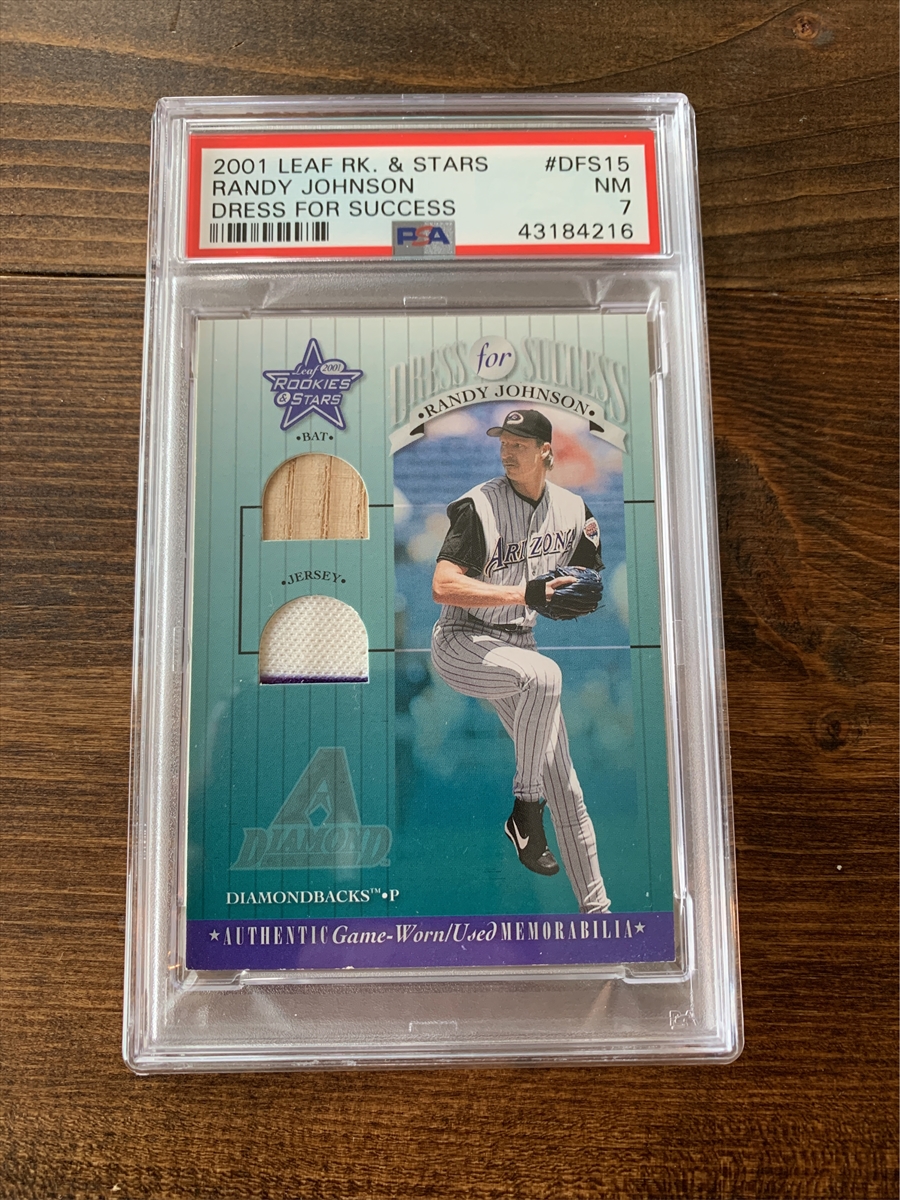 2001 LEAF RK. & STARS #DFS15
RANDY JOHNSON NM
DRESS FOR SUCCESS 7
PSA 43184216
Leaf 2001
ROOKIES
& STARS
DRESS for SUCCESS
•RANDY JOHNSON•
•BAT•
•JERSEY•
ARIZONA
A
DIAMOND
DIAMONDBACKS™•P
★AUTHENTIC Game-Worn/Used MEMORABILIA★